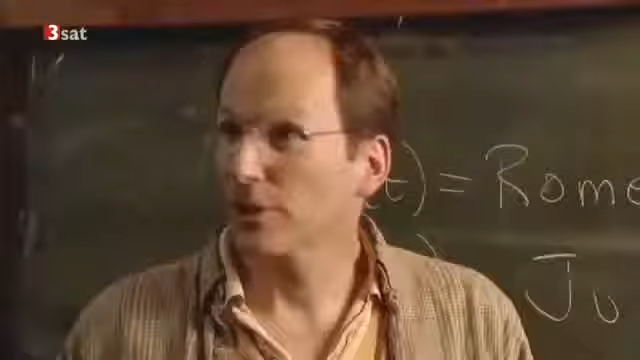 3sat
t) = Rome
Ju